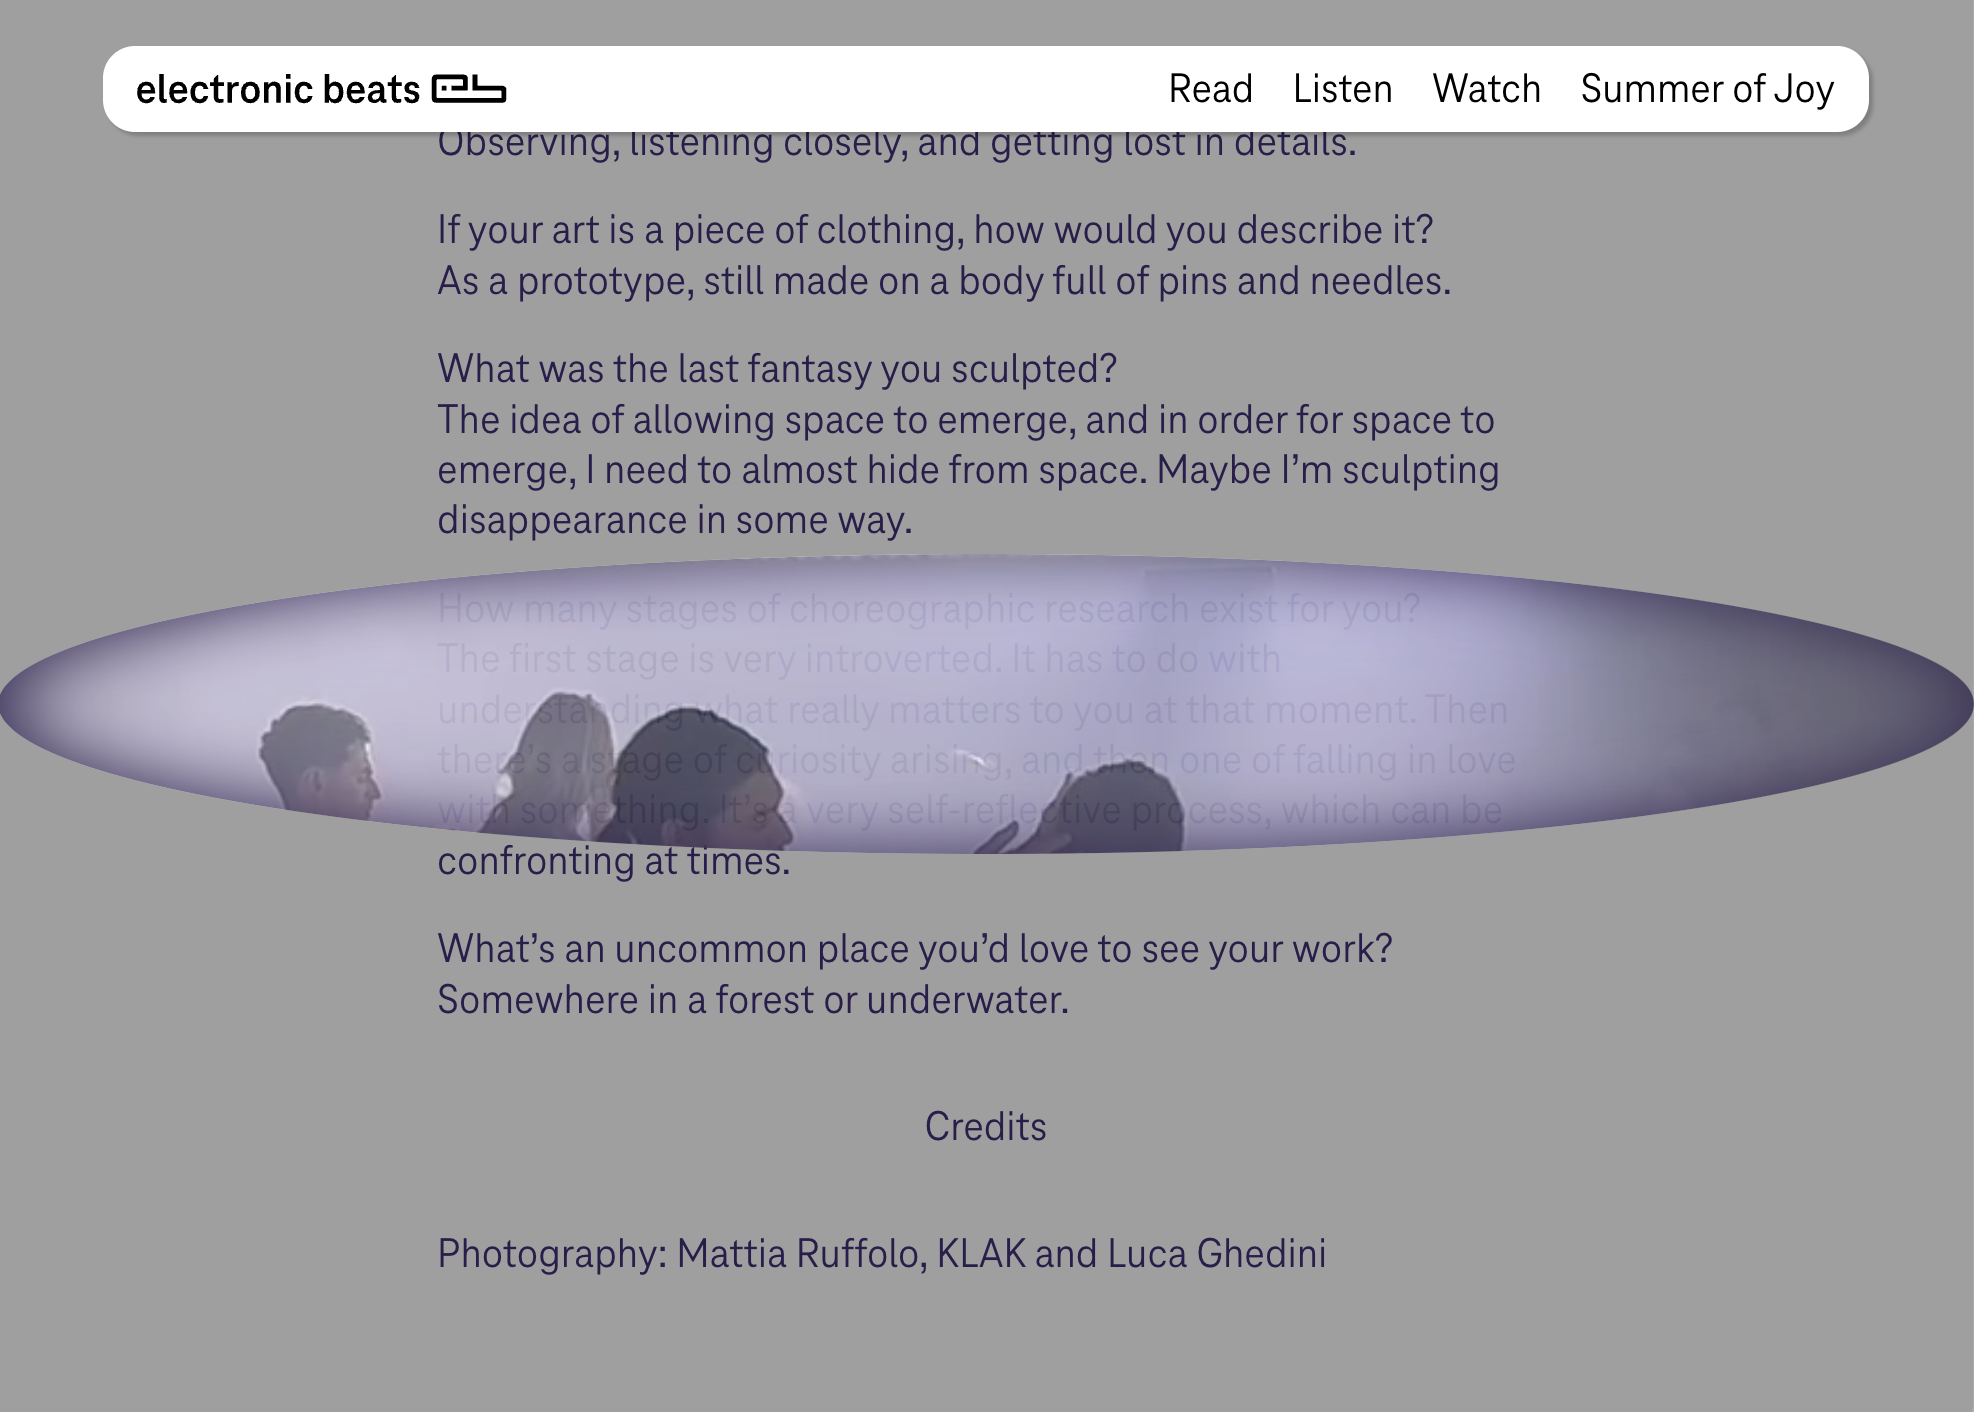 electronic beats
Read Listen Watch Summer of Joy
Observing, listening closely, and getting lost in details.
If your art is a piece of clothing, how would you describe it?
As a prototype, still made on a body full of pins and needles.
What was the last fantasy you sculpted?
The idea of allowing space to emerge, and in order for space to
emerge, I need to almost hide from space. Maybe I’m sculpting
disappearance in some way.
How many stages of choreographic research exist for you?
The first stage is very introverted. It has to do with
understanding what really matters to you at that moment. Then
there’s a stage of curiosity arising, and then one of falling in love
with something. It’s a very self-reflective process, which can be
confronting at times.
What’s an uncommon place you’d love to see your work?
Somewhere in a forest or underwater.
Credits
Photography: Mattia Ruffolo, KLAK and Luca Ghedini